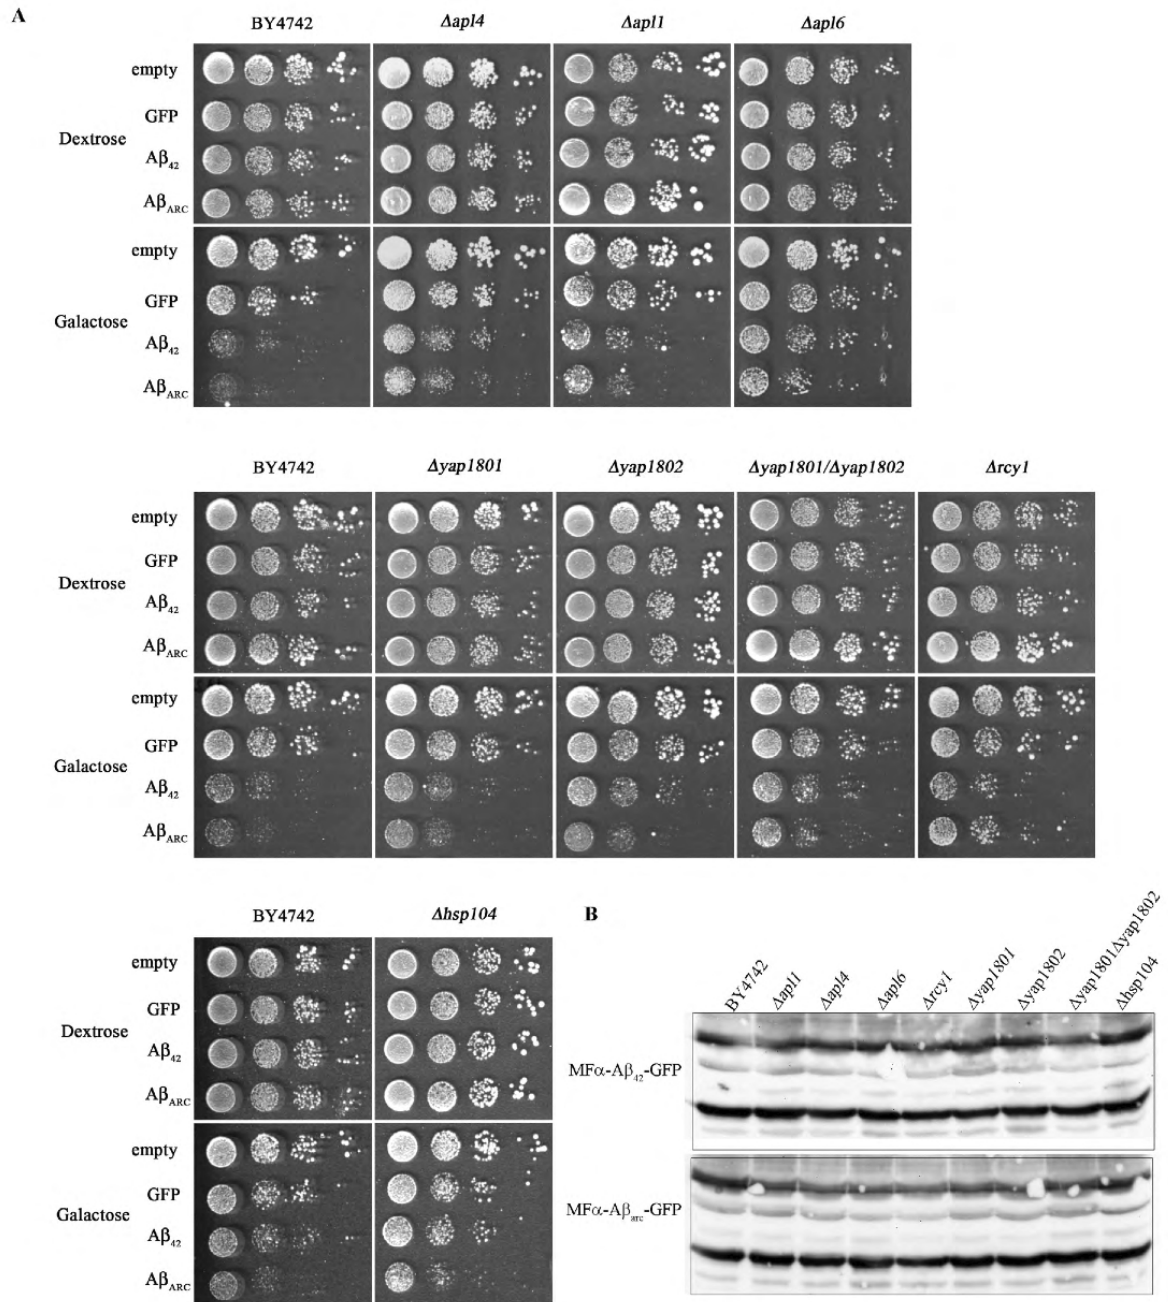 A
BY4742 Δapl4 Δapl1 Δapl6
empty
GFP
Dextrose
Aβ42
AβARC
empty
GFP
Galactose
Aβ42
AβARC
BY4742 Δyap1801 Δyap1802 Δyap1801/Δyap1802 Δrcy1
empty
GFP
Dextrose
Aβ42
AβARC
empty
GFP
Galactose
Aβ42
AβARC
BY4742 Δhsp104
empty
GFP
Dextrose
Aβ42
AβARC
empty
GFP
Galactose
Aβ42
AβARC
B
BY4742 Δapl1 Δapl4 Δapl6 Δrcy1 Δyap1801 Δyap1802 Δyap1801Δyap1802 Δhsp104
MFα-Aβ42-GFP
MFα-Aβarc-GFP